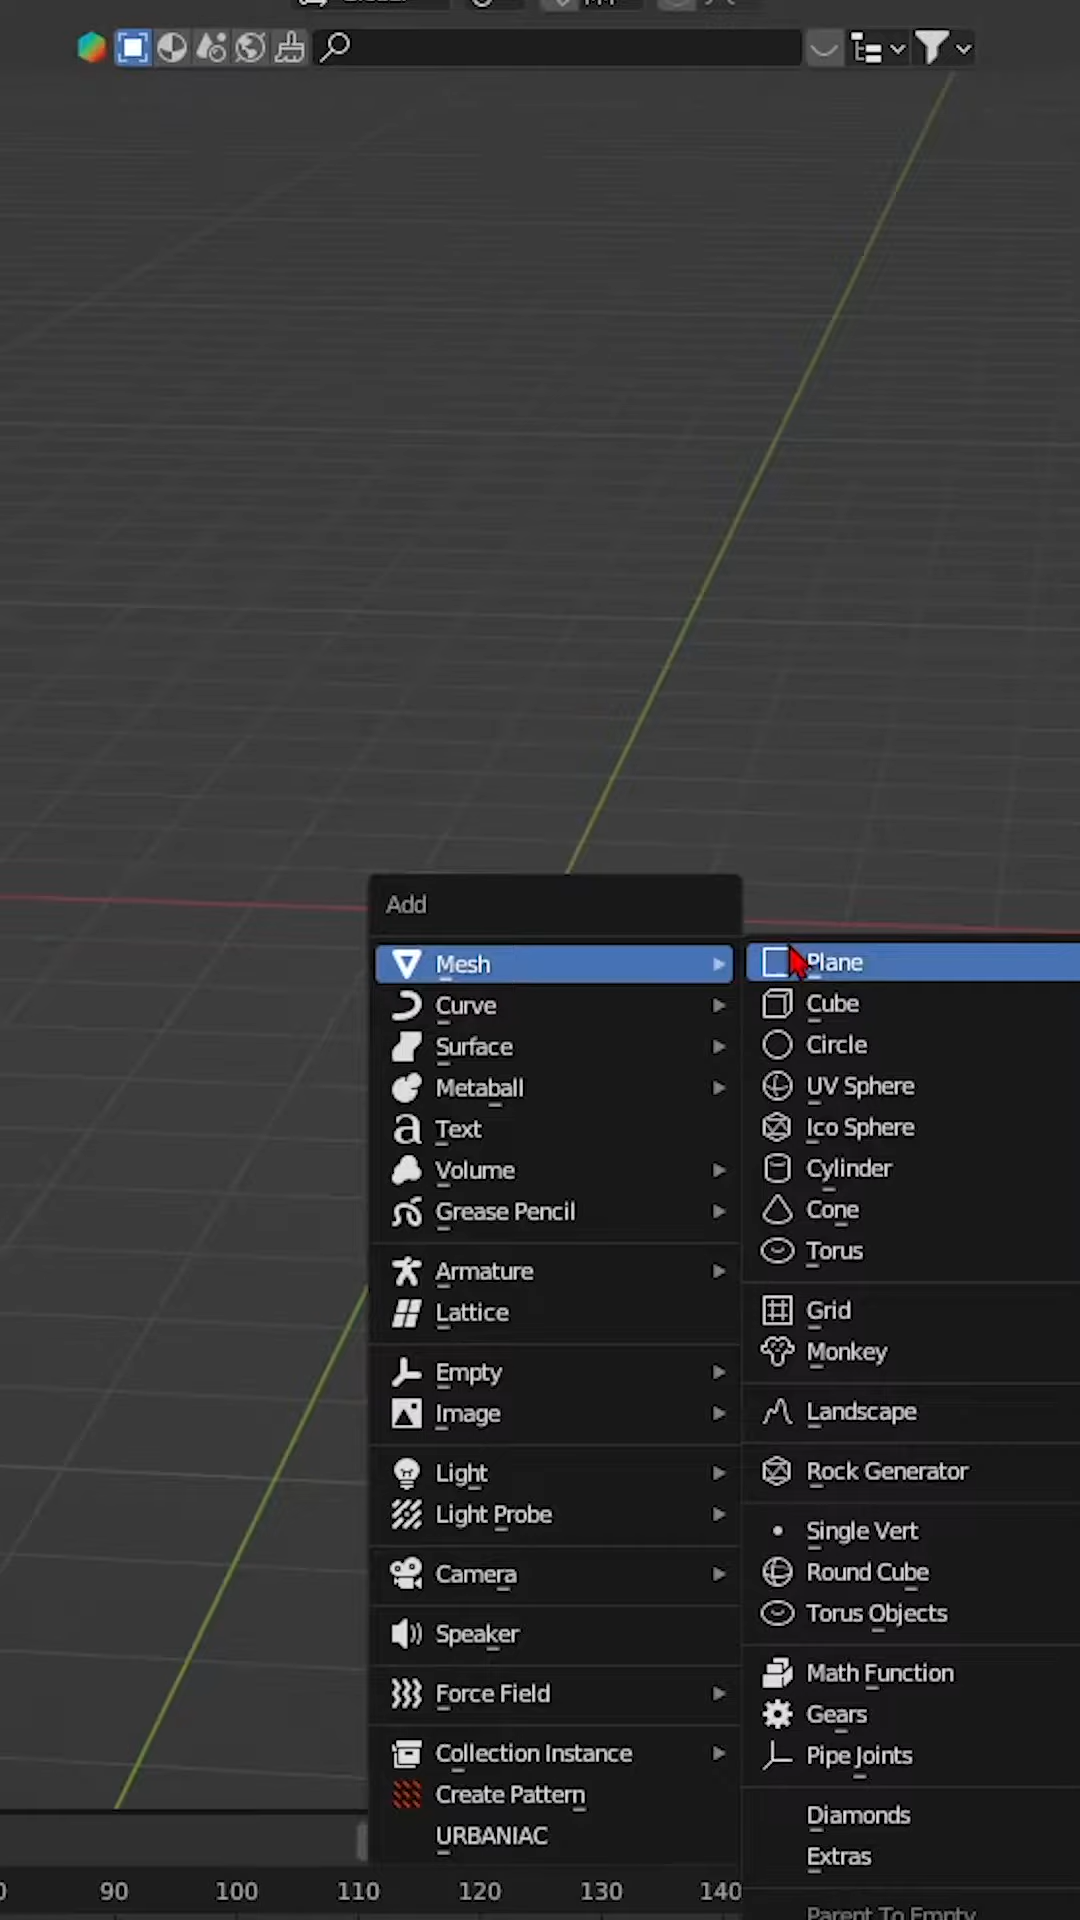 Add
Mesh
Curve
Surface
Metaball
Text
Volume
Grease Pencil
Armature
Lattice
Empty
Image
Light
Light Probe
Camera
Speaker
Force Field
Collection Instance
Create Pattern
URBANIAC
Plane
Cube
Circle
UV Sphere
Ico Sphere
Cylinder
Cone
Torus
Grid
Monkey
Landscape
Rock Generator
Single Vert
Round Cube
Torus Objects
Math Function
Gears
Pipe Joints
Diamonds
Extras
Parent To Empty
90 100 110 120 130 140